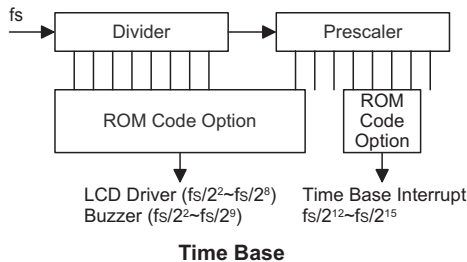 fs
Divider
Prescaler
ROM Code Option
ROM
Code
Option
LCD Driver (fs/2²~fs/2⁸)
Buzzer (fs/2²~fs/2⁹)
Time Base Interrupt
fs/2¹²~fs/2¹⁵
Time Base